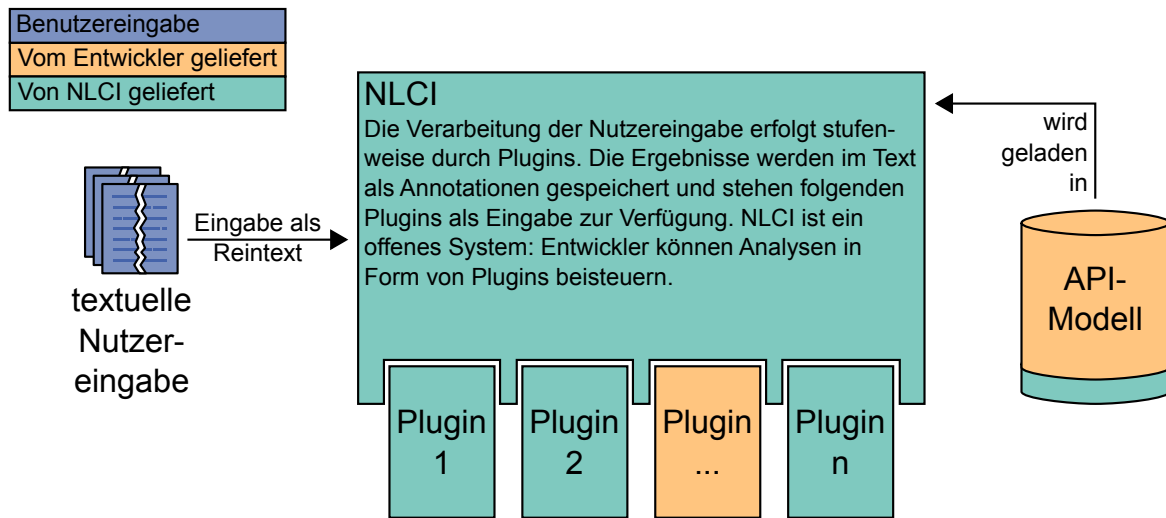 Benutzereingabe
Vom Entwickler geliefert
Von NLCI geliefert
textuelle
Nutzer-
eingabe
Eingabe als
Reintext
NLCI
Die Verarbeitung der Nutzereingabe erfolgt stufen-
weise durch Plugins. Die Ergebnisse werden im Text
als Annotationen gespeichert und stehen folgenden
Plugins als Eingabe zur Verfügung. NLCI ist ein
offenes System: Entwickler können Analysen in
Form von Plugins beisteuern.
Plugin
1
Plugin
2
Plugin
...
Plugin
n
wird
geladen
in
API-
Modell